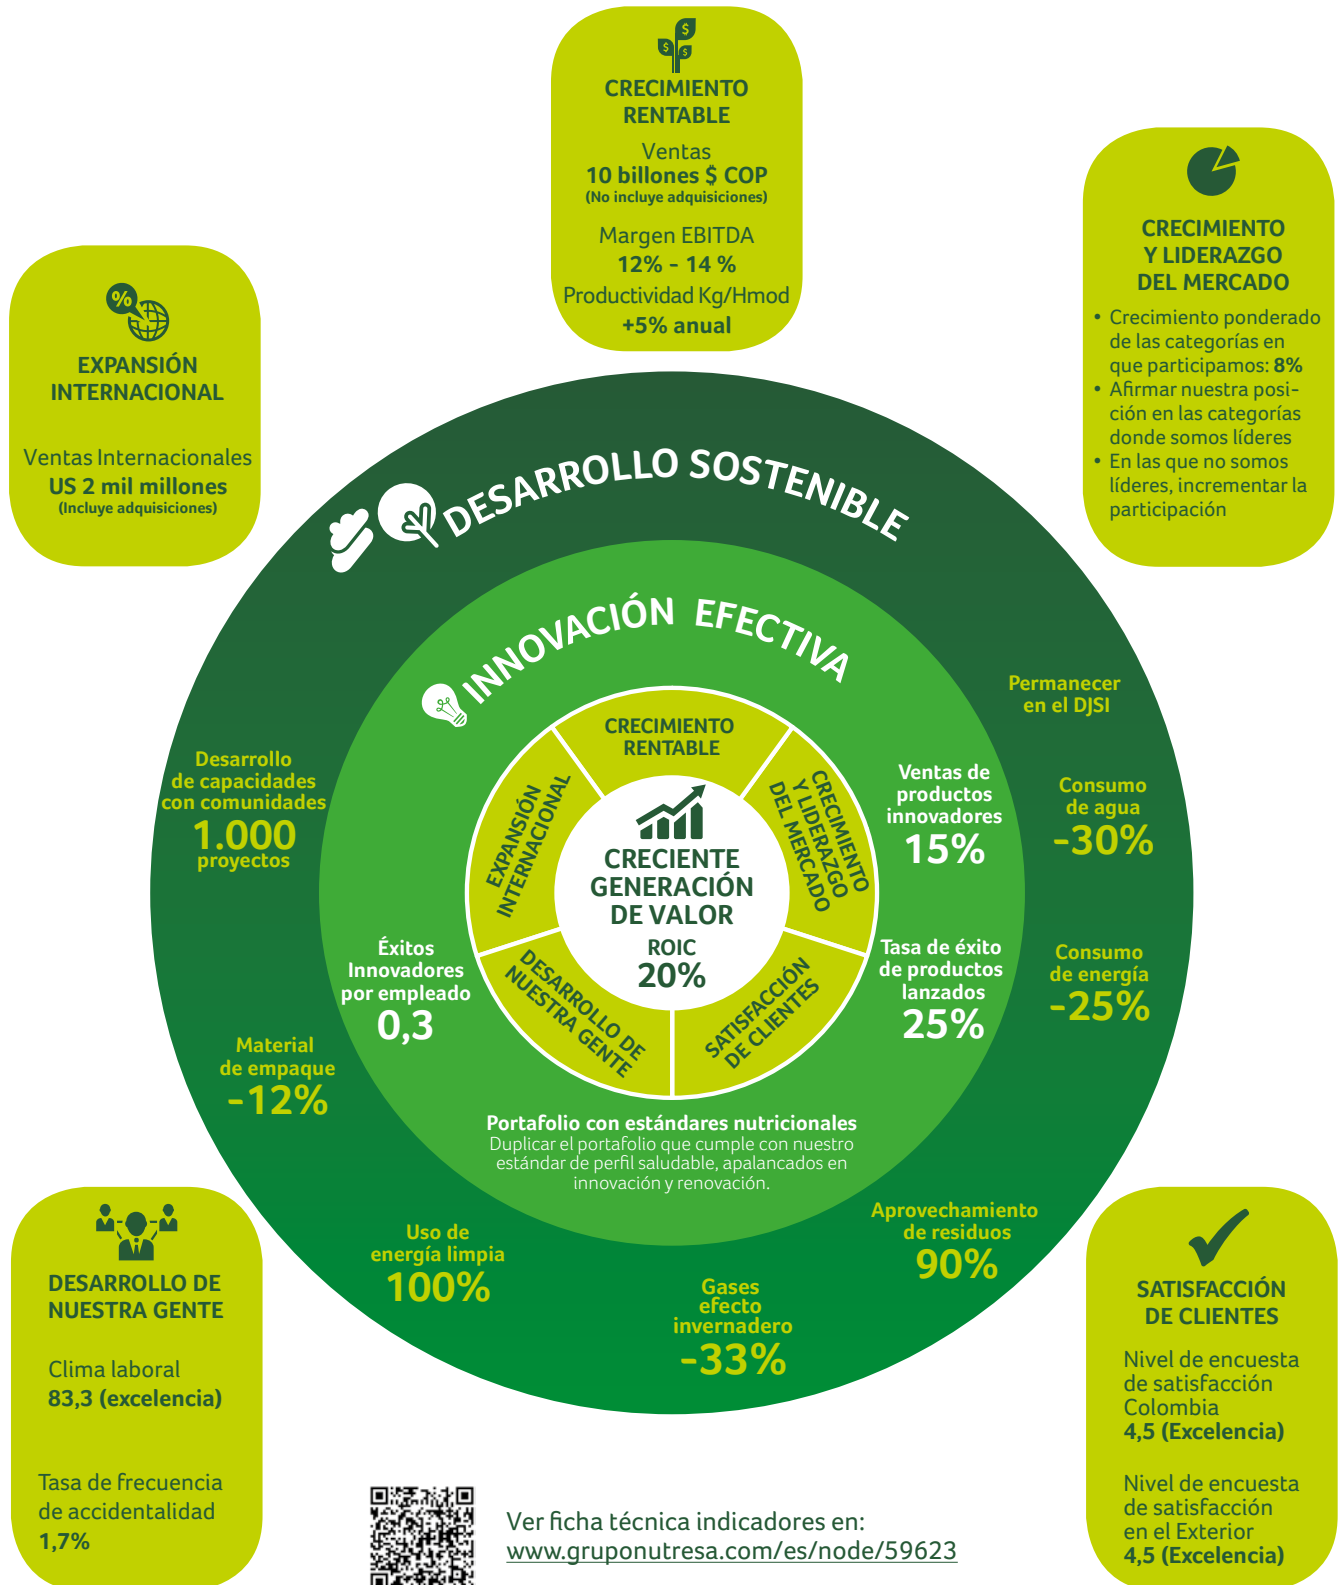 $
$
$
CRECIMIENTO
RENTABLE
Ventas
10 billones $ COP
(No incluye adquisiciones)
Margen EBITDA
12% - 14 %
Productividad Kg/Hmod
+5% anual
CRECIMIENTO
Y LIDERAZGO
DEL MERCADO
• Crecimiento ponderado
de las categorías en
que participamos: 8%
• Afirmar nuestra posi-
ción en las categorías
donde somos líderes
• En las que no somos
líderes, incrementar la
participación
%
EXPANSIÓN
INTERNACIONAL
Ventas Internacionales
US 2 mil millones
(Incluye adquisiciones)
DESARROLLO SOSTENIBLE
INNOVACIÓN EFECTIVA
Permanecer
en el DJSI
Desarrollo
de capacidades
con comunidades
1.000
proyectos
CRECIMIENTO
RENTABLE
EXPANSIÓN
INTERNACIONAL
CRECIMIENTO
Y LIDERAZGO
DEL MERCADO
Ventas de
productos
innovadores
15%
Consumo
de agua
-30%
CRECIENTE
GENERACIÓN
DE VALOR
ROIC
20%
Éxitos
Innovadores
por empleado
0,3
DESARROLLO DE
NUESTRA GENTE
SATISFACCIÓN
DE CLIENTES
Tasa de éxito
de productos
lanzados
25%
Consumo
de energía
-25%
Material
de empaque
-12%
Portafolio con estándares nutricionales
Duplicar el portafolio que cumple con nuestro
estándar de perfil saludable, apalancados en
innovación y renovación.
Uso de
energía limpia
100%
Gases
efecto
invernadero
-33%
Aprovechamiento
de residuos
90%
DESARROLLO DE
NUESTRA GENTE
Clima laboral
83,3 (excelencia)
Tasa de frecuencia
de accidentalidad
1,7%
SATISFACCIÓN
DE CLIENTES
Nivel de encuesta
de satisfacción
Colombia
4,5 (Excelencia)
Nivel de encuesta
de satisfacción
en el Exterior
4,5 (Excelencia)
Ver ficha técnica indicadores en:
www.gruponutresa.com/es/node/59623